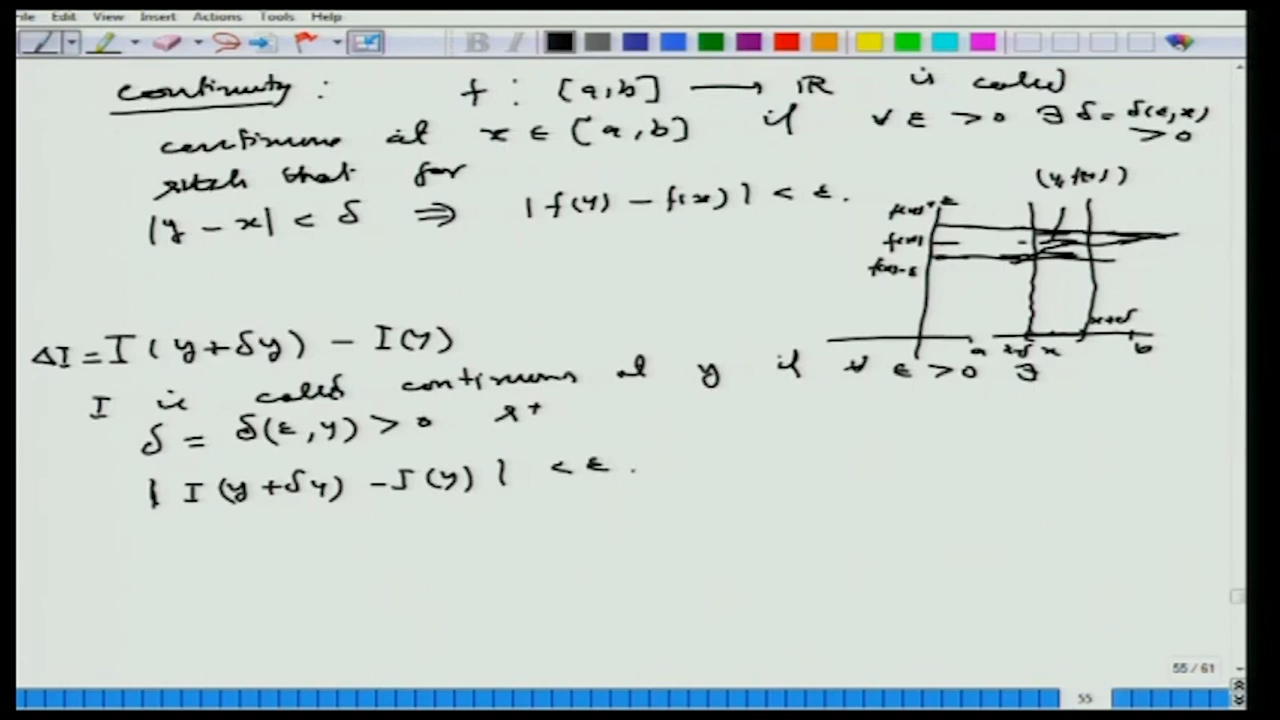 File Edit View Insert Actions Tools Help
continuity : f : [a,b] → ℝ is called
continuous at x ∈ [a,b] if ∀ ε > 0 ∃ δ = δ(ε,x) > 0
such that for
|y - x| < δ ⇒ |f(y) - f(x)| < ε.
(y, f(y))
f(x)+ε
f(x)
f(x)-ε
x+δ
a x-δ x b
ΔI = I(y+δy) - I(y)
I is called continuous at y if ∀ ε > 0 ∃
δ = δ(ε,y) > 0 s.t
|I(y+δy) - I(y)| < ε.
55 / 61
55